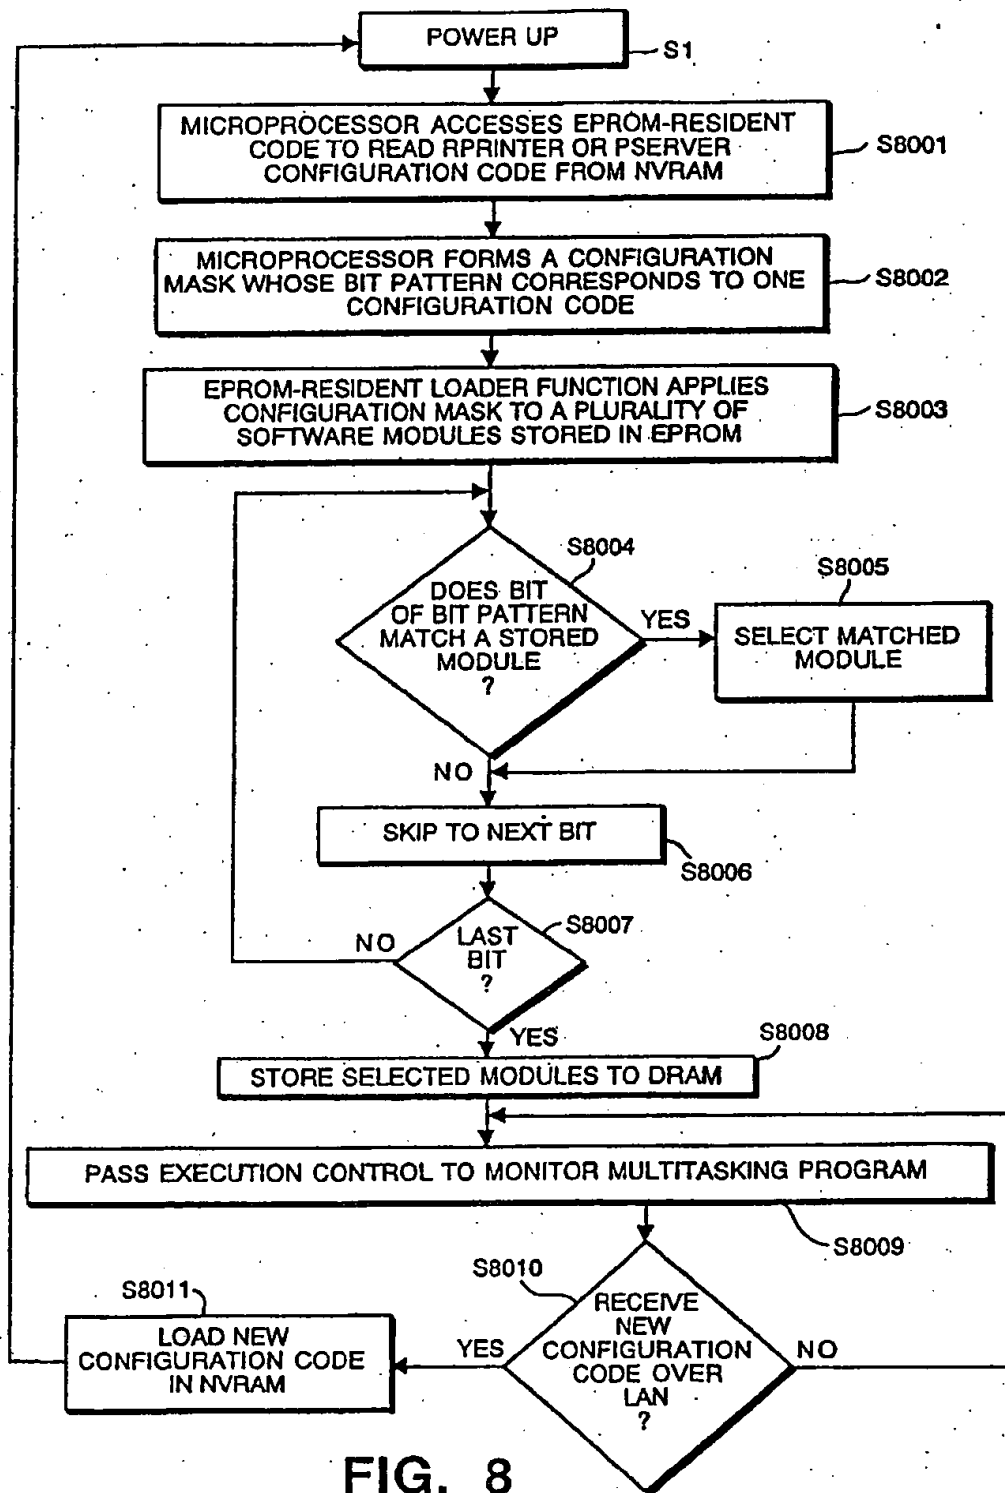 POWER UP
S1
MICROPROCESSOR ACCESSES EPROM-RESIDENT
CODE TO READ RPRINTER OR PSERVER
CONFIGURATION CODE FROM NVRAM
S8001
MICROPROCESSOR FORMS A CONFIGURATION
MASK WHOSE BIT PATTERN CORRESPONDS TO ONE
CONFIGURATION CODE
S8002
EPROM-RESIDENT LOADER FUNCTION APPLIES
CONFIGURATION MASK TO A PLURALITY OF
SOFTWARE MODULES STORED IN EPROM
S8003
S8004
DOES BIT
OF BIT PATTERN
MATCH A STORED
MODULE
?
YES
S8005
SELECT MATCHED
MODULE
NO
SKIP TO NEXT BIT
S8006
S8007
LAST
BIT
?
NO
YES
S8008
STORE SELECTED MODULES TO DRAM
PASS EXECUTION CONTROL TO MONITOR MULTITASKING PROGRAM
S8009
S8010
RECEIVE
NEW
CONFIGURATION
CODE OVER
LAN
?
YES
NO
S8011
LOAD NEW
CONFIGURATION CODE
IN NVRAM
FIG. 8